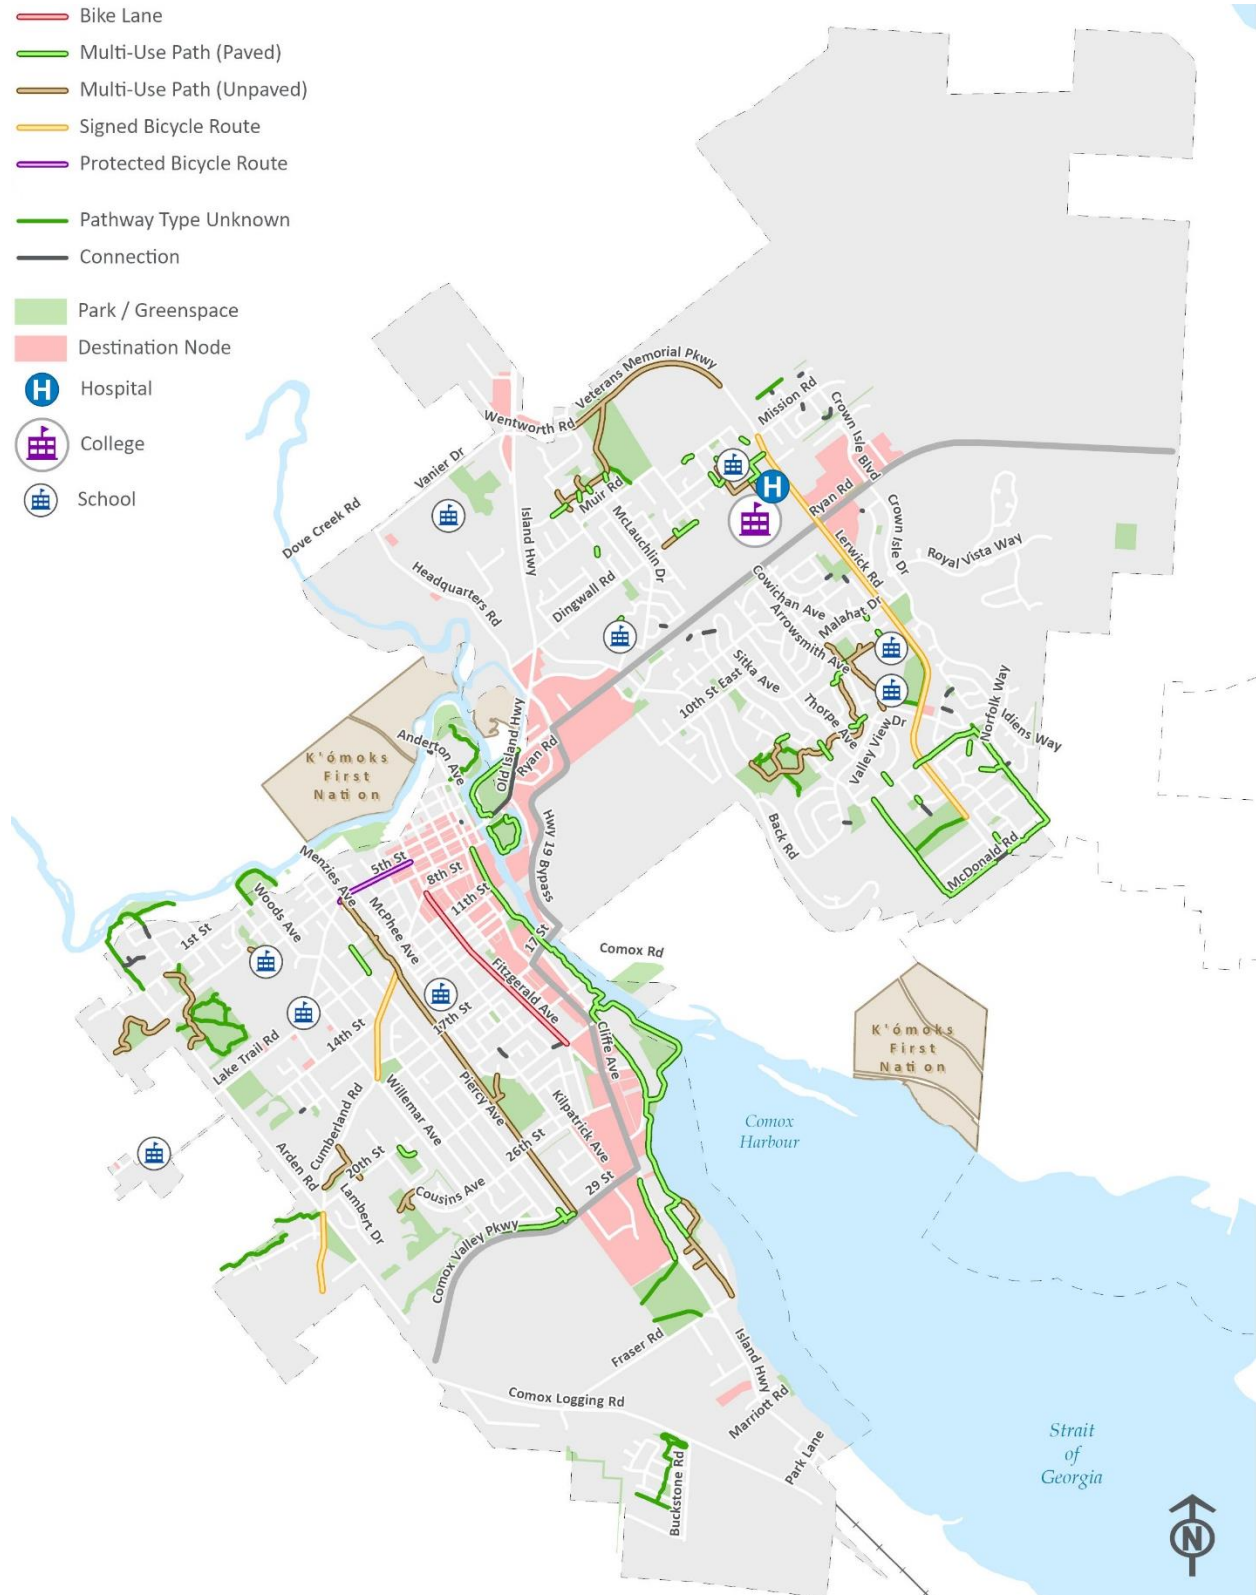 Bike Lane
Multi-Use Path (Paved)
Multi-Use Path (Unpaved)
Signed Bicycle Route
Protected Bicycle Route
Pathway Type Unknown
Connection
Park / Greenspace
Destination Node
H
Hospital
College
School
Veterans Memorial Pkwy
Wentworth Rd
Mission Rd
Crown Isle Blvd
Vanier Dr
Dove Creek Rd
Island Hwy
Muir Rd
McLauchlin Dr
H
Ryan Rd
Crown Isle Dr
Lerwick Rd
Royal Vista Way
Headquarters Rd
Dingwall Rd
Cowichan Ave
Malahat Dr
Arrowsmith Ave
Sitka Ave
10th St East
Thorpe Ave
Valley View Dr
Norfolk Way
Idiens Way
K'ómoks
First
Nation
Anderton Ave
Old Island Hwy
Ryan Rd
Hwy 19 Bypass
Back Rd
McDonald Rd
Menzies Ave
5th St
8th St
11th St
Woods Ave
McPhee Ave
1st St
17 St
Comox Rd
Fitzgerald Ave
17th St
14th St
Lake Trail Rd
Cliffe Ave
K'ómoks
First
Nation
Piercy Ave
Willemar Ave
Kilpatrick Ave
Cumberland Rd
26th St
Comox
Harbour
Arden Rd
20th St
Cousins Ave
29 St
Lambert Dr
Comox Valley Pkwy
Fraser Rd
Island Hwy
Comox Logging Rd
Marriott Rd
Park Lane
Buckstone Rd
Strait
of
Georgia
N